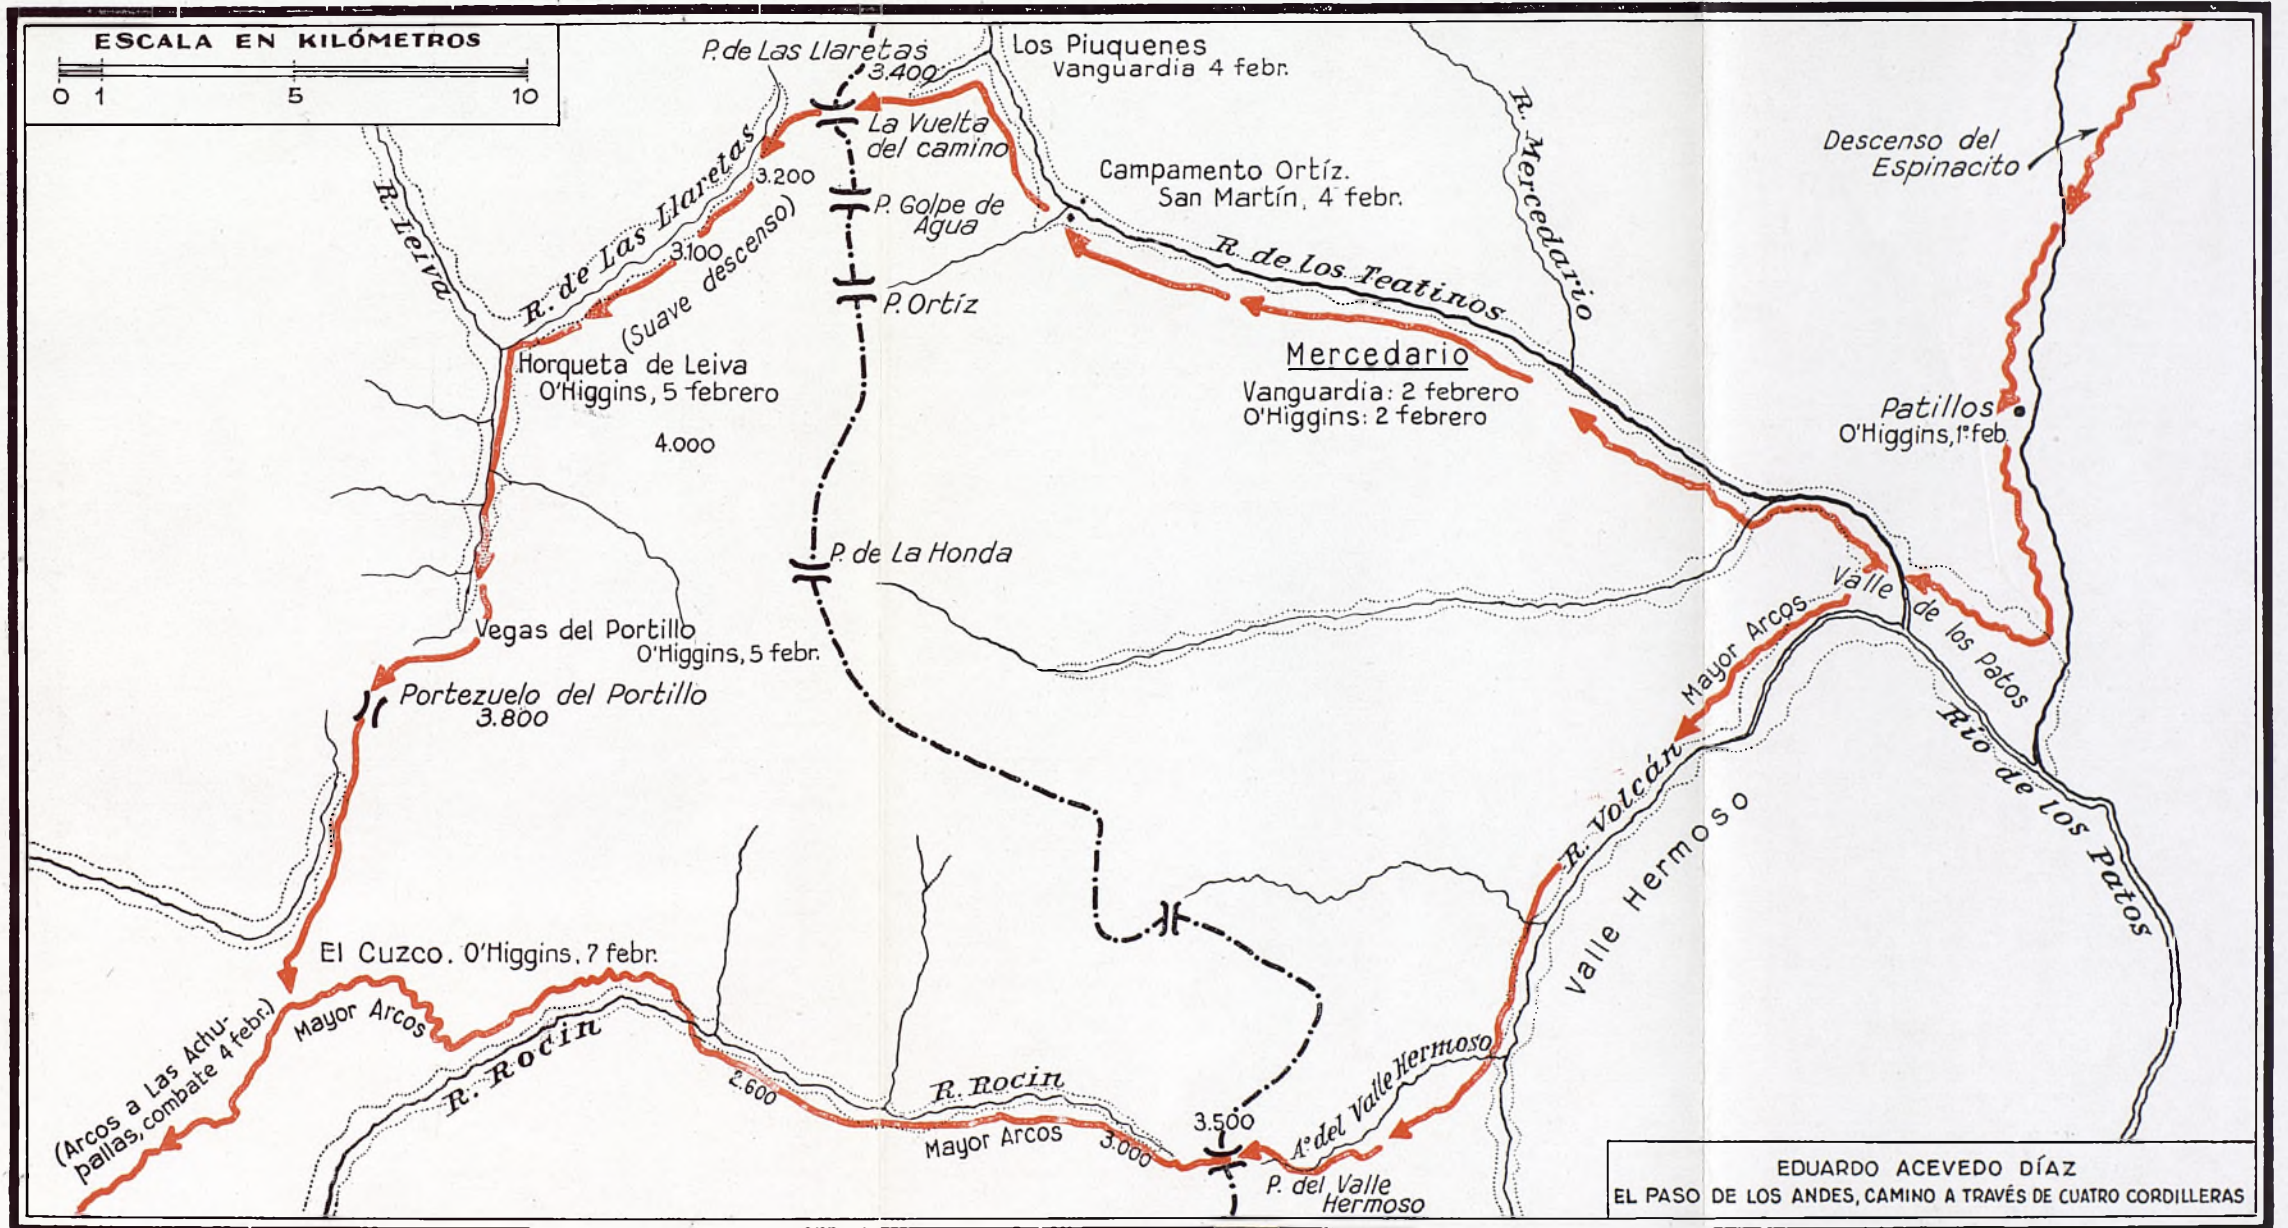 ESCALA EN KILÓMETROS
0 1 5 10
P. de Las Llaretas
3.400
Los Piuquenes
Vanguardia 4 febr.
La Vuelta
del camino
R. Mercedario
Descenso del
Espinacito
Campamento Ortíz.
San Martín, 4 febr.
R. Leiva
R. de Las Llaretas
3.200
3.100
(Suave descenso)
P. Golpe de
Agua
P. Ortíz
R. de los Teatinos
Mercedario
Vanguardia: 2 febrero
O'Higgins: 2 febrero
Horqueta de Leiva
O'Higgins, 5 febrero
4.000
Patillos
O'Higgins, 1º feb.
P. de La Honda
Valle de los Patos
Mayor Arcos
Vegas del Portillo
O'Higgins, 5 febr.
Portezuelo del Portillo
3.800
Río de los Patos
R. Volcán
Valle Hermoso
El Cuzco. O'Higgins, 7 febr.
Mayor Arcos
(Arcos a Las Achu-
pallas, combate 4 febr.)
R. Rocin
2.600
R. Rocin
Mayor Arcos
3.000
3.500
Aº del Valle Hermoso
P. del Valle
Hermoso
EDUARDO ACEVEDO DÍAZ
EL PASO DE LOS ANDES, CAMINO A TRAVÉS DE CUATRO CORDILLERAS